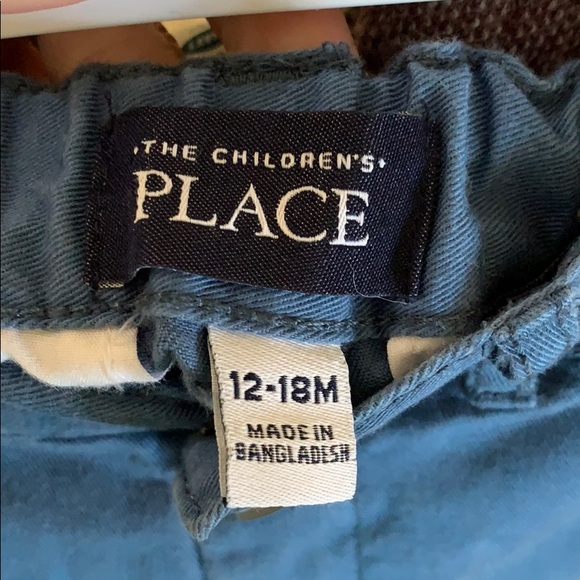 ·THE CHILDREN'S·
PLACE
12-18M
MADE IN
BANGLADESH